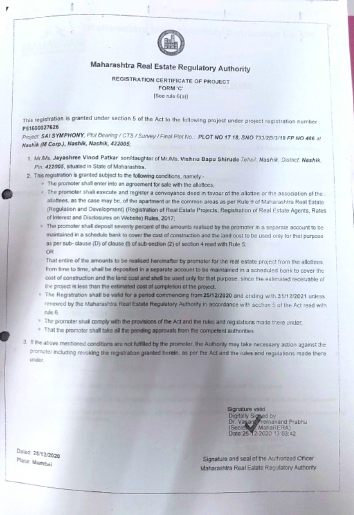 Maharashtra Real Estate Regulatory Authority
REGISTRATION CERTIFICATE OF PROJECT
FORM 'C'
[See rule 6(a)]
This registration is granted under section 5 of the Act to the following project under project registration number :
P51600027628
Project: SAI SYMPHONY, Plot Bearing / CTS / Survey / Final Plot No.: PLOT NO 17 18, SNO 733/2B/3/18 FP NO 486 at
Nashik (M Corp.), Nashik, Nashik, 422005;
1. Mr./Ms. Jayashree Vinod Patkar son/daughter of Mr./Ms. Vishnu Bapu Shirude Tehsil: Nashik, District: Nashik,
Pin: 422005, situated in State of Maharashtra.
2. This registration is granted subject to the following conditions, namely:-
The promoter shall enter into an agreement for sale with the allottees;
The promoter shall execute and register a conveyance deed in favour of the allottee or the association of the
allottees, as the case may be, of the apartment or the common areas as per Rule 9 of Maharashtra Real Estate
(Regulation and Development) (Registration of Real Estate Projects, Registration of Real Estate Agents, Rates
of Interest and Disclosures on Website) Rules, 2017;
The promoter shall deposit seventy percent of the amounts realised by the promoter in a separate account to be
maintained in a schedule bank to cover the cost of construction and the land cost to be used only for that purpose
as per sub- clause (D) of clause (l) of sub-section (2) of section 4 read with Rule 5;
OR
That entire of the amounts to be realised hereinafter by promoter for the real estate project from the allottees,
from time to time, shall be deposited in a separate account to be maintained in a scheduled bank to cover the
cost of construction and the land cost and shall be used only for that purpose, since the estimated receivable of
the project is less than the estimated cost of completion of the project.
The Registration shall be valid for a period commencing from 25/12/2020 and ending with 31/12/2021 unless
renewed by the Maharashtra Real Estate Regulatory Authority in accordance with section 5 of the Act read with
rule 6.
The promoter shall comply with the provisions of the Act and the rules and regulations made there under;
That the promoter shall take all the pending approvals from the competent authorities
3. If the above mentioned conditions are not fulfilled by the promoter, the Authority may take necessary action against the
promoter including revoking the registration granted herein, as per the Act and the rules and regulations made there
under.
Signature valid
Digitally Signed by
Dr. Vasant Premanand Prabhu
(Secretary, MahaRERA)
Date:25-12-2020
Dated: 25/12/2020
Place: Mumbai
Signature and seal of the Authorized Officer
Maharashtra Real Estate Regulatory Authority